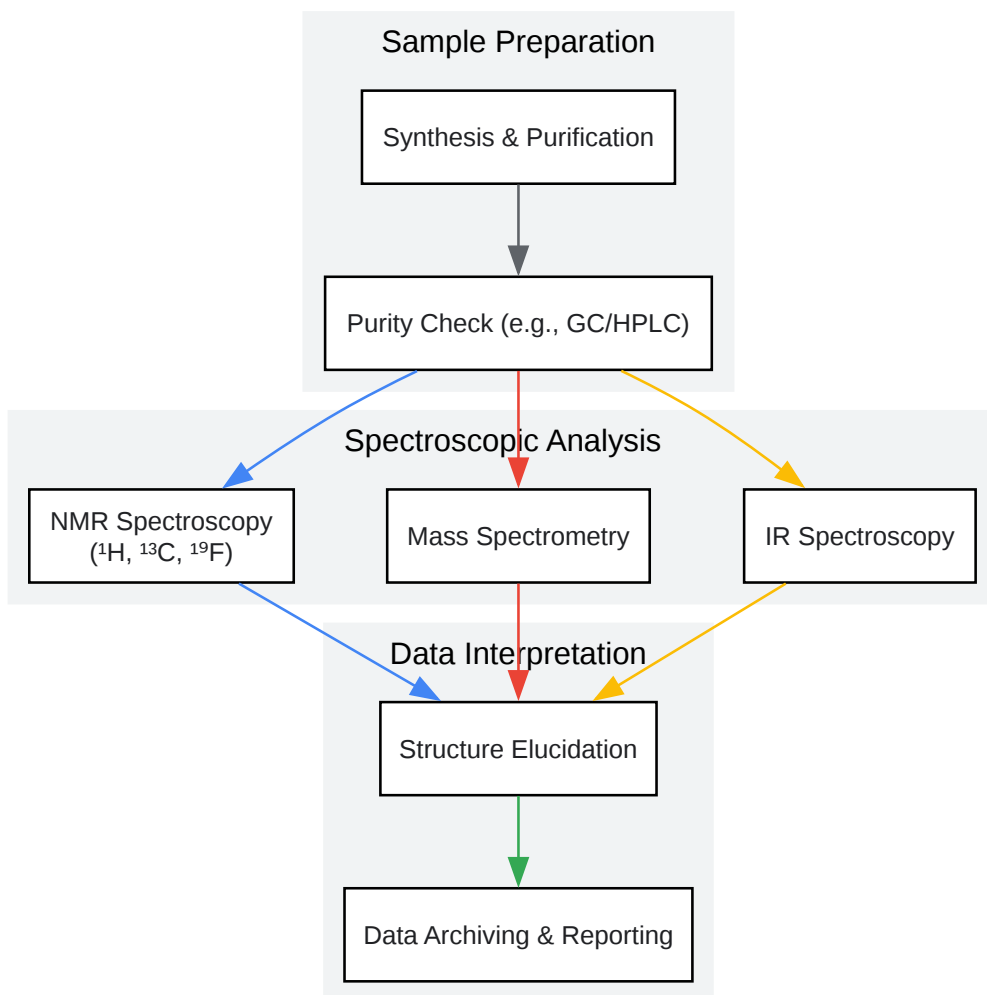 Sample Preparation
Synthesis & Purification
Purity Check (e.g., GC/HPLC)
Spectroscopic Analysis
NMR Spectroscopy
(¹H, ¹³C, ¹⁹F)
Mass Spectrometry
IR Spectroscopy
Data Interpretation
Structure Elucidation
Data Archiving & Reporting